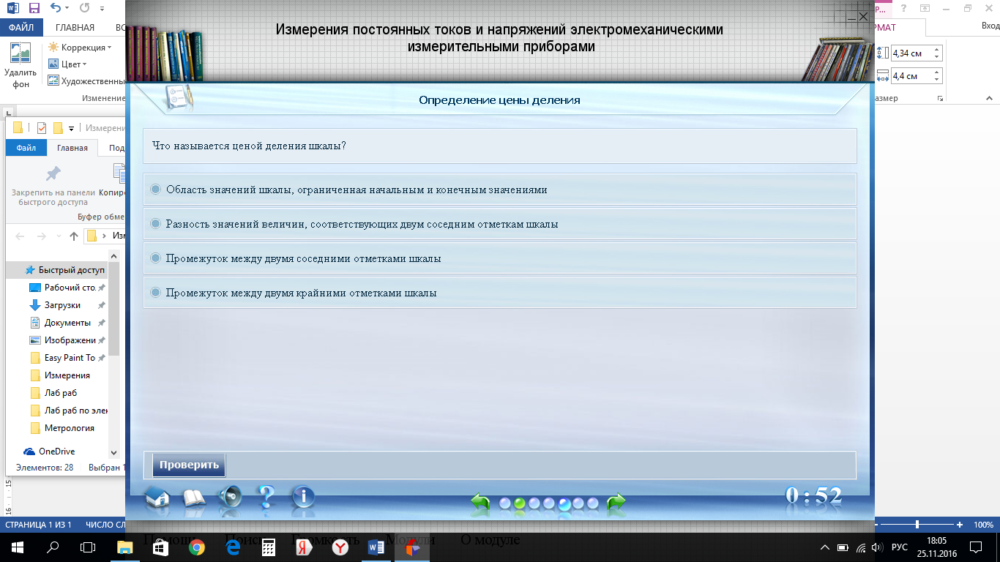 Р...
ФАЙЛ
ГЛАВНАЯ
ВС
РМАТ
Вход
Удалить фон
Коррекция
Цвет
Художественны
Изменение
4,34 см
4,4 см
азмер
Измерения постоянных токов и напряжений электромеханическими
измерительными приборами
Определение цены деления
Что называется ценой деления шкалы?
Область значений шкалы, ограниченная начальным и конечным значениями
Разность значений величин, соответствующих двум соседним отметкам шкалы
Промежуток между двумя соседними отметками шкалы
Промежуток между двумя крайними отметками шкалы
Проверить
0:52
Измерени
Файл
Главная
Под
Закрепить на панели
быстрого доступа
Копиро
Буфер обме
Изм
Быстрый доступ
Рабочий сто
Загрузки
Документы
Изображени
Easy Paint To
Измерения
Лаб раб
Лаб раб по элек
Метрология
OneDrive
Элементов: 28
Выбран 1
16 15
СТРАНИЦА 1 ИЗ 1
ЧИСЛО СЛ
100%
Помощь
Поиск
Громкость
Модули
О модуле
РУС
18:05
25.11.2016